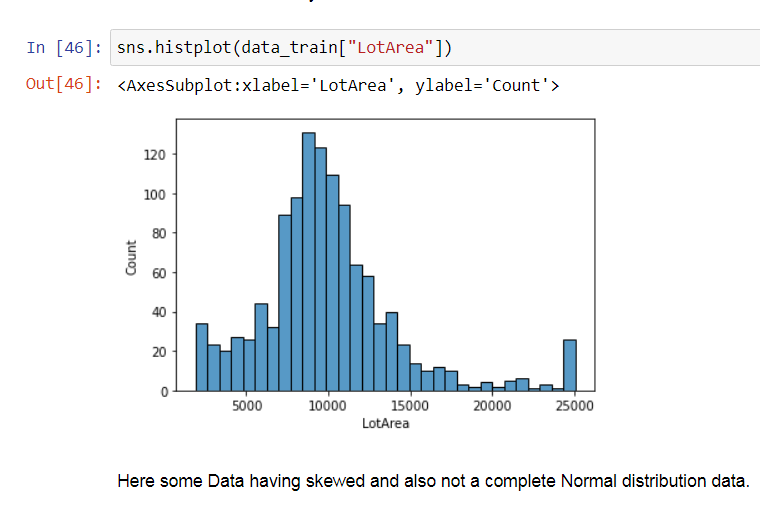 In [46]: sns.histplot(data_train["LotArea"])
Out[46]: <AxesSubplot:xlabel='LotArea', ylabel='Count'>
120
100
80
60
40
20
0
Count
5000 10000 15000 20000 25000
LotArea
Here some Data having skewed and also not a complete Normal distribution data.